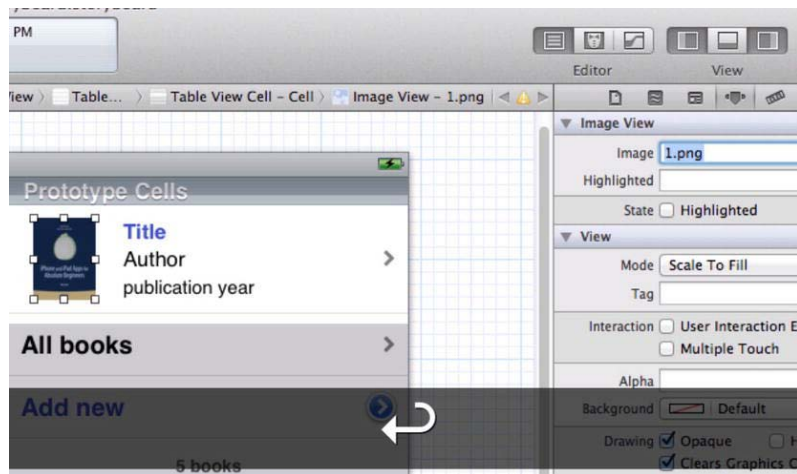 PM
Editor
View
View
Table...
Table View Cell - Cell
Image View - 1.png
Image View
Image 1.png
Highlighted
State Highlighted
View
Mode Scale To Fill
Tag
Interaction User Interaction E
Multiple Touch
Alpha
Background Default
Drawing Opaque H
Clears Graphics C
Prototype Cells
Title
Author
publication year
All books
Add new
5 books